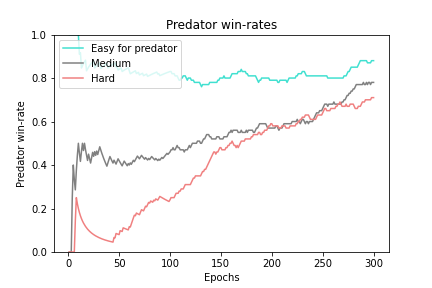 Predator win-rates
Easy for predator
Medium
Hard
Predator win-rate
1.0
0.8
0.6
0.4
0.2
0.0
0 50 100 150 200 250 300
Epochs